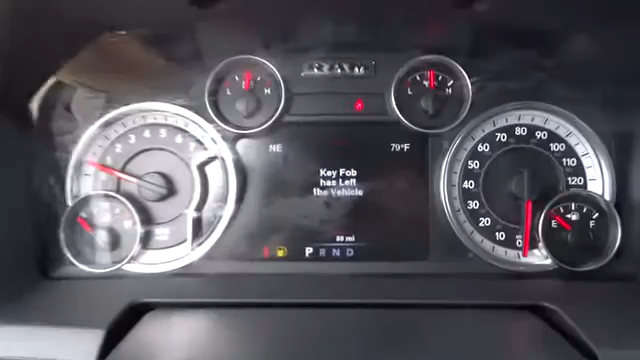 RAM
L H
L H
NE 79°F
Key Fob
has Left
the Vehicle
1 2 3 4 5 6 7
0 10 20 30 40 50 60 70 80 90 100 110 120
E F
80 mi
P R N D